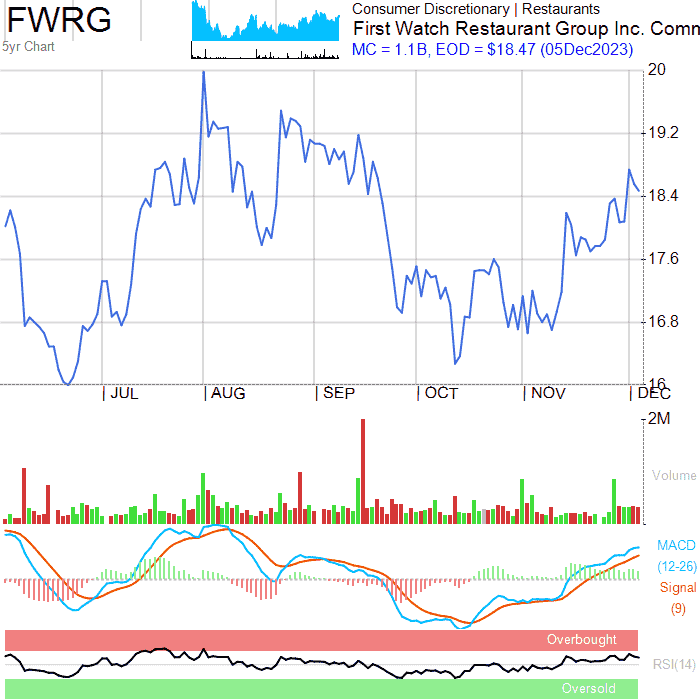 FWRG
5yr Chart
Consumer Discretionary | Restaurants
First Watch Restaurant Group Inc. Comn
MC = 1.1B, EOD = $18.47 (05Dec2023)
20
19.2
18.4
17.6
16.8
16
JUL AUG SEP OCT NOV DEC
2M
Volume
MACD
(12-26)
Signal
(9)
Overbought
RSI(14)
Oversold